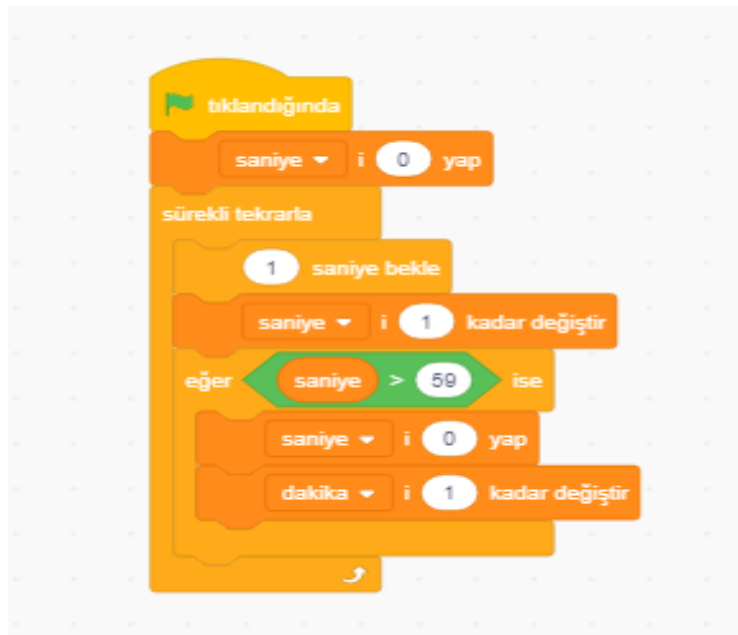 tıklandığında
saniye i 0 yap
sürekli tekrarla
1 saniye bekle
saniye i 1 kadar değiştir
eğer saniye > 59 ise
saniye i 0 yap
dakika i 1 kadar değiştir